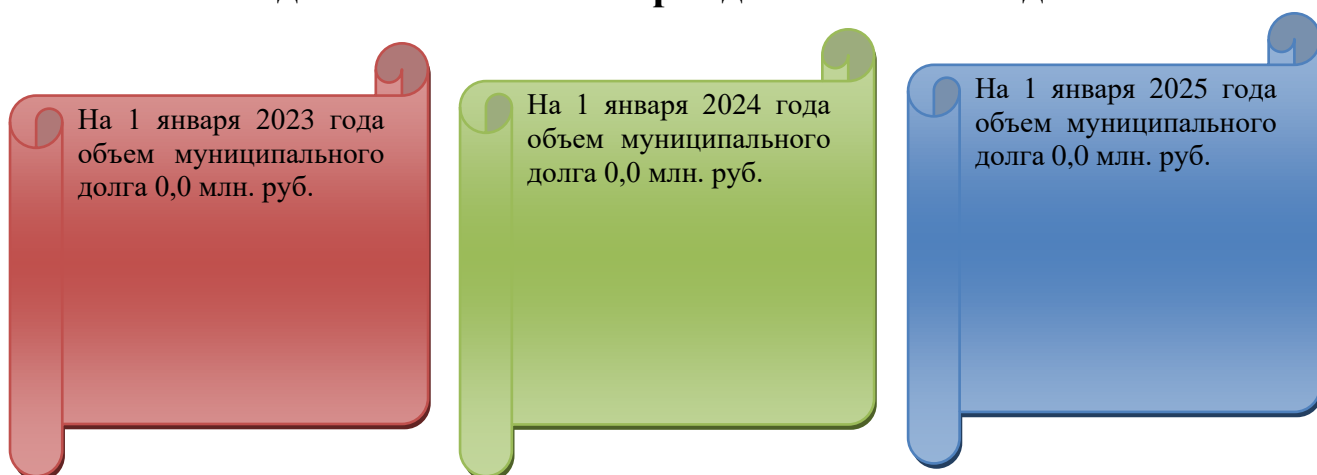 На 1 января 2023 года
объем муниципального
долга 0,0 млн. руб.
На 1 января 2024 года
объем муниципального
долга 0,0 млн. руб.
На 1 января 2025 года
объем муниципального
долга 0,0 млн. руб.